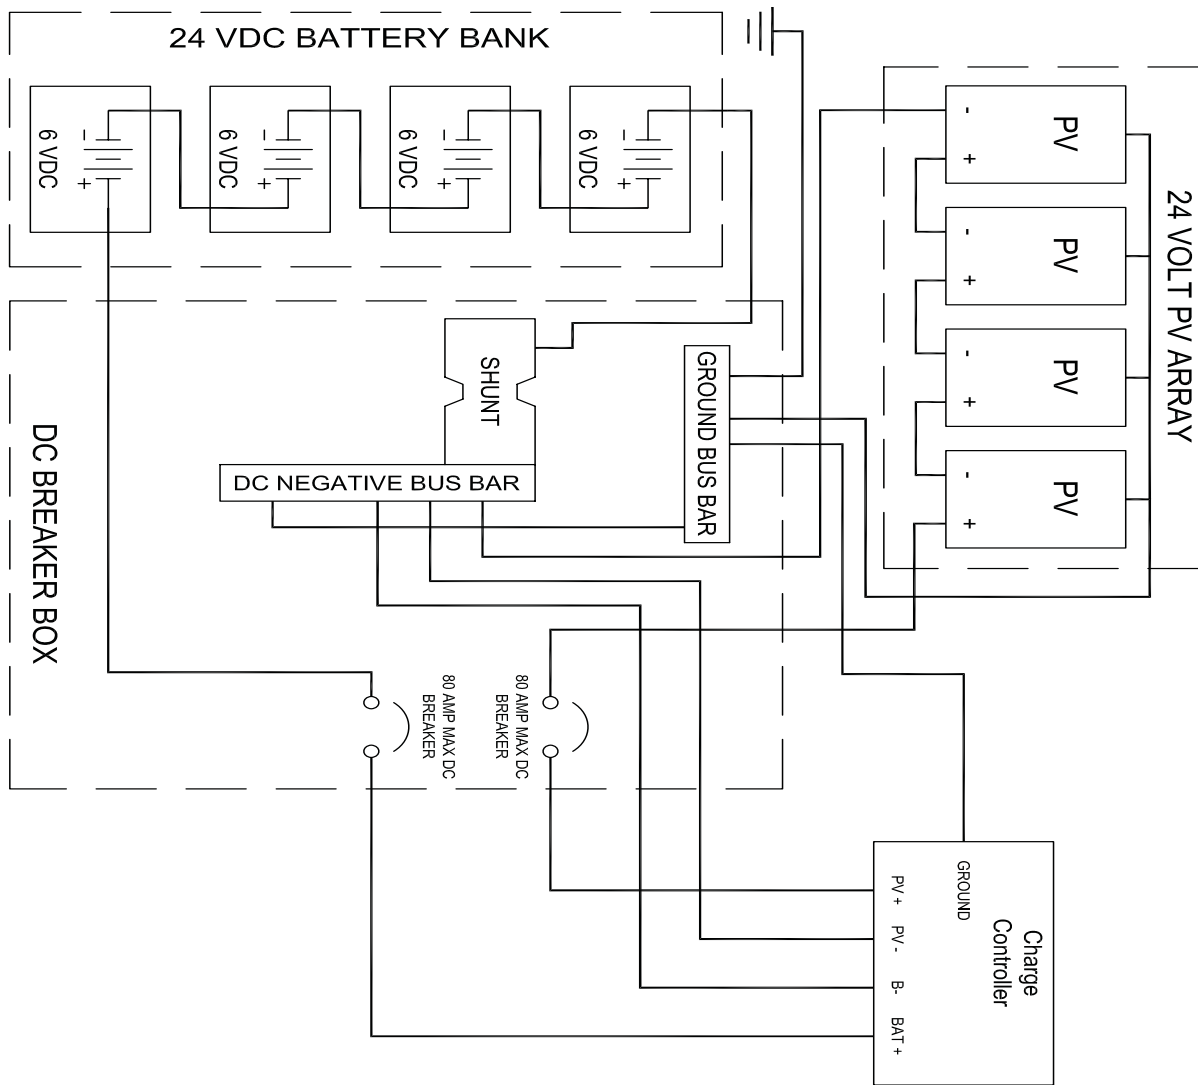 24 VDC BATTERY BANK
-
+
6 VDC
-
+
6 VDC
-
+
6 VDC
-
+
6 VDC
24 VOLT PV ARRAY
-
PV
+
-
PV
+
-
PV
+
-
PV
+
SHUNT
GROUND BUS BAR
DC NEGATIVE BUS BAR
DC BREAKER BOX
80 AMP MAX DC
BREAKER
80 AMP MAX DC
BREAKER
GROUND
Charge
Controller
PV +
PV -
B-
BAT +